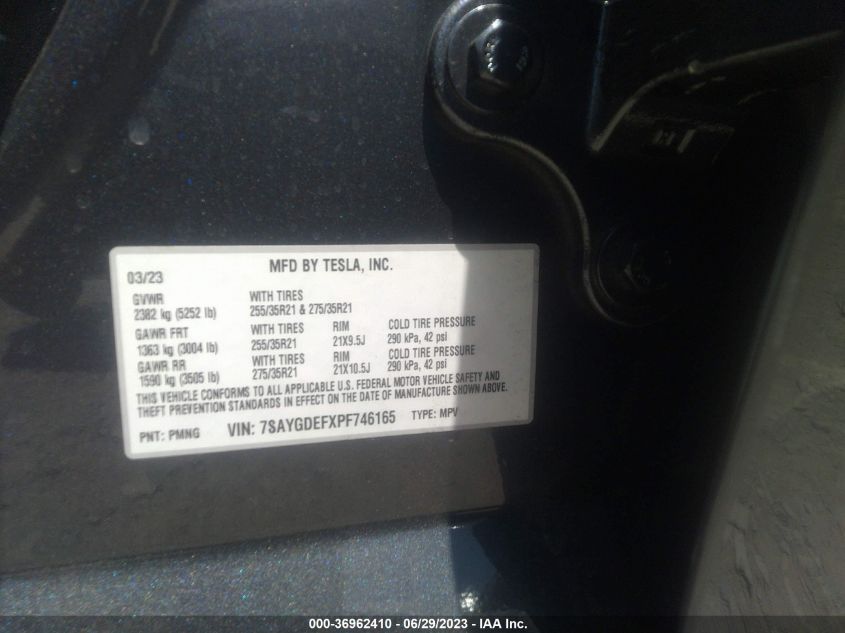 03/23
MFD BY TESLA, INC.
GVWR
2382 kg (5252 lb)
WITH TIRES
255/35R21 & 275/35R21
GAWR FRT
1363 kg (3004 lb)
WITH TIRES
255/35R21
RIM
21X9.5J
COLD TIRE PRESSURE
290 kPa, 42 psi
GAWR RR
1590 kg (3505 lb)
WITH TIRES
275/35R21
RIM
21X10.5J
COLD TIRE PRESSURE
290 kPa, 42 psi
THIS VEHICLE CONFORMS TO ALL APPLICABLE U.S. FEDERAL MOTOR VEHICLE SAFETY AND
THEFT PREVENTION STANDARDS IN EFFECT ON THE DATE OF MANUFACTURE SHOWN ABOVE.
PNT: PMNG
VIN: 7SAYGDEFXPF746165
TYPE: MPV
000-36962410 - 06/29/2023 - IAA Inc.